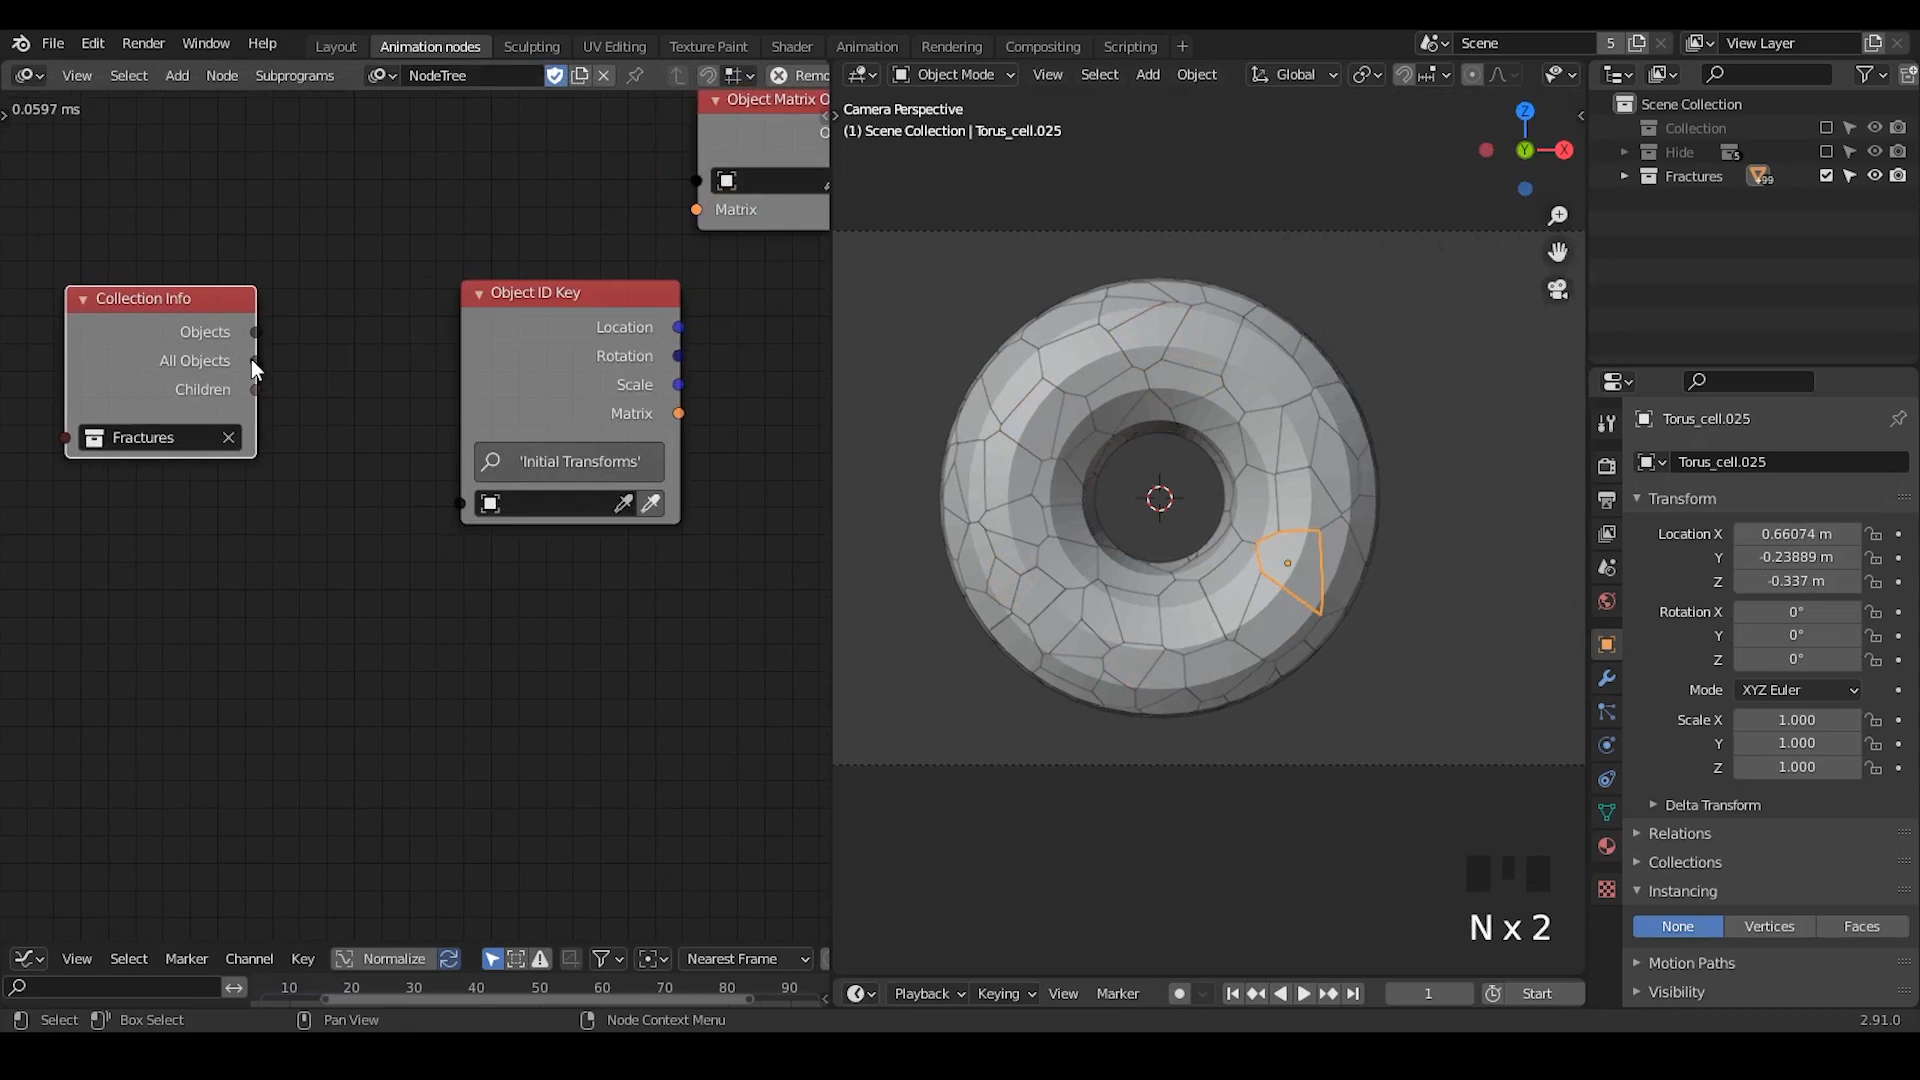 File Edit Render Window Help
Layout Animation nodes Sculpting UV Editing Texture Paint Shader Animation Rendering Compositing Scripting
Scene 5 View Layer
View Select Add Node Subprograms NodeTree Remo
Object Mode View Select Add Object Global
0.0597 ms
Object Matrix O
Matrix
Collection Info
Objects
All Objects
Children
Fractures
Object ID Key
Location
Rotation
Scale
Matrix
'Initial Transforms'
Camera Perspective
(1) Scene Collection | Torus_cell.025
Z
Y
X
N x 2
Scene Collection
Collection
Hide 5
Fractures 99
Torus_cell.025
Torus_cell.025
Transform
Location X 0.66074 m
Y -0.23889 m
Z -0.337 m
Rotation X 0°
Y 0°
Z 0°
Mode XYZ Euler
Scale X 1.000
Y 1.000
Z 1.000
Delta Transform
Relations
Collections
Instancing
None Vertices Faces
Motion Paths
Visibility
View Select Marker Channel Key Normalize Nearest Frame
10 20 30 40 50 60 70 80 90
Playback Keying View Marker 1 Start
Select Box Select Pan View Node Context Menu 2.91.0